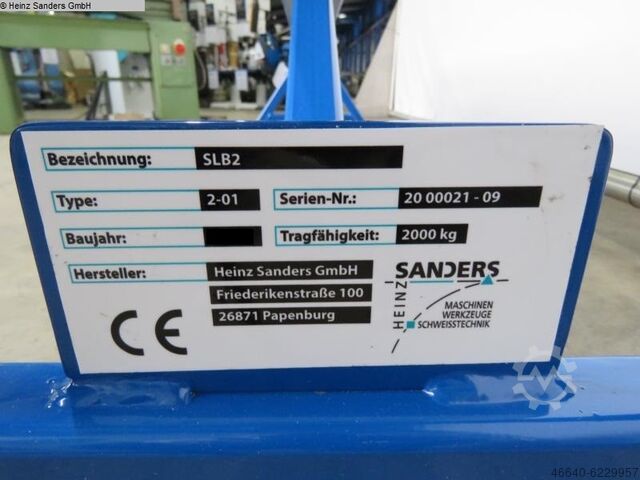 © Heinz Sanders GmbH
Bezeichnung: SLB2
Type: 2-01 Serien-Nr.: 20 00021 - 09
Baujahr: Tragfähigkeit: 2000 kg
Hersteller: Heinz Sanders GmbH
Friederikenstraße 100
26871 Papenburg
CE
HEINZ SANDERS
MASCHINEN
WERKZEUGE
SCHWEISSTECHNIK
46640-6229957